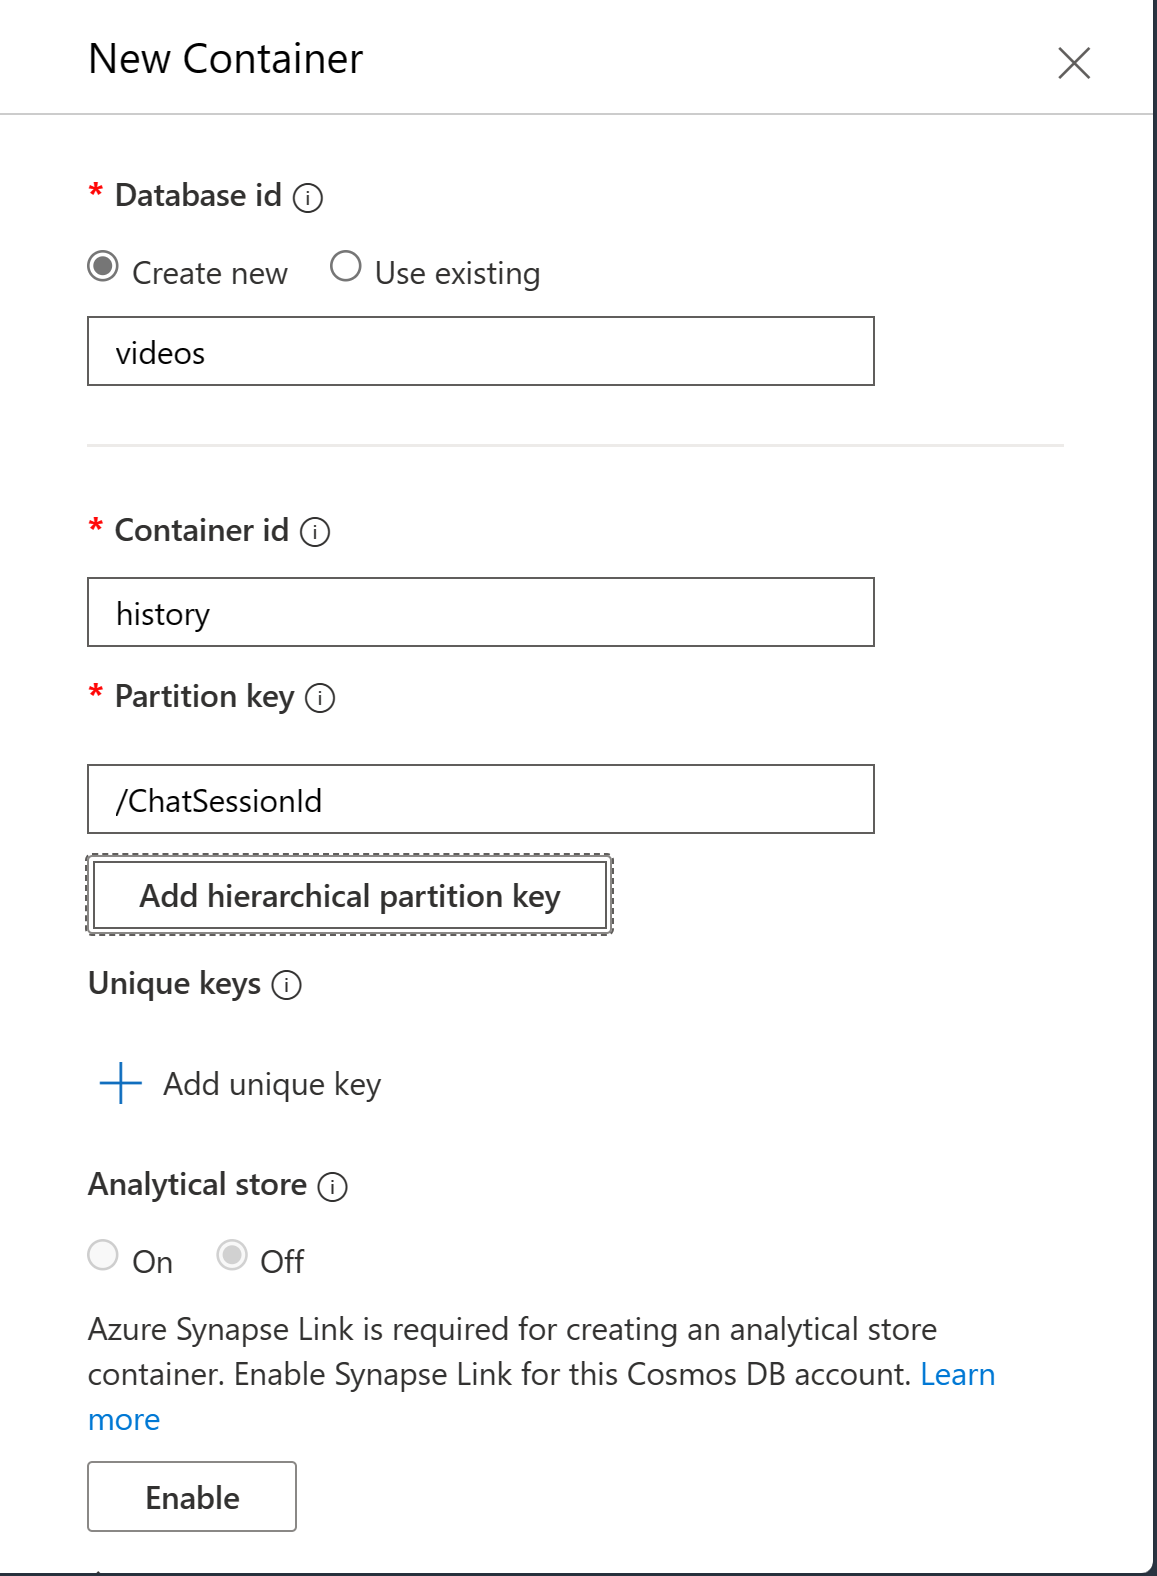 New Container
* Database id
Create new Use existing
videos
* Container id
history
* Partition key
/ChatSessionId
Add hierarchical partition key
Unique keys
Add unique key
Analytical store
On Off
Azure Synapse Link is required for creating an analytical store
container. Enable Synapse Link for this Cosmos DB account. Learn
more
Enable